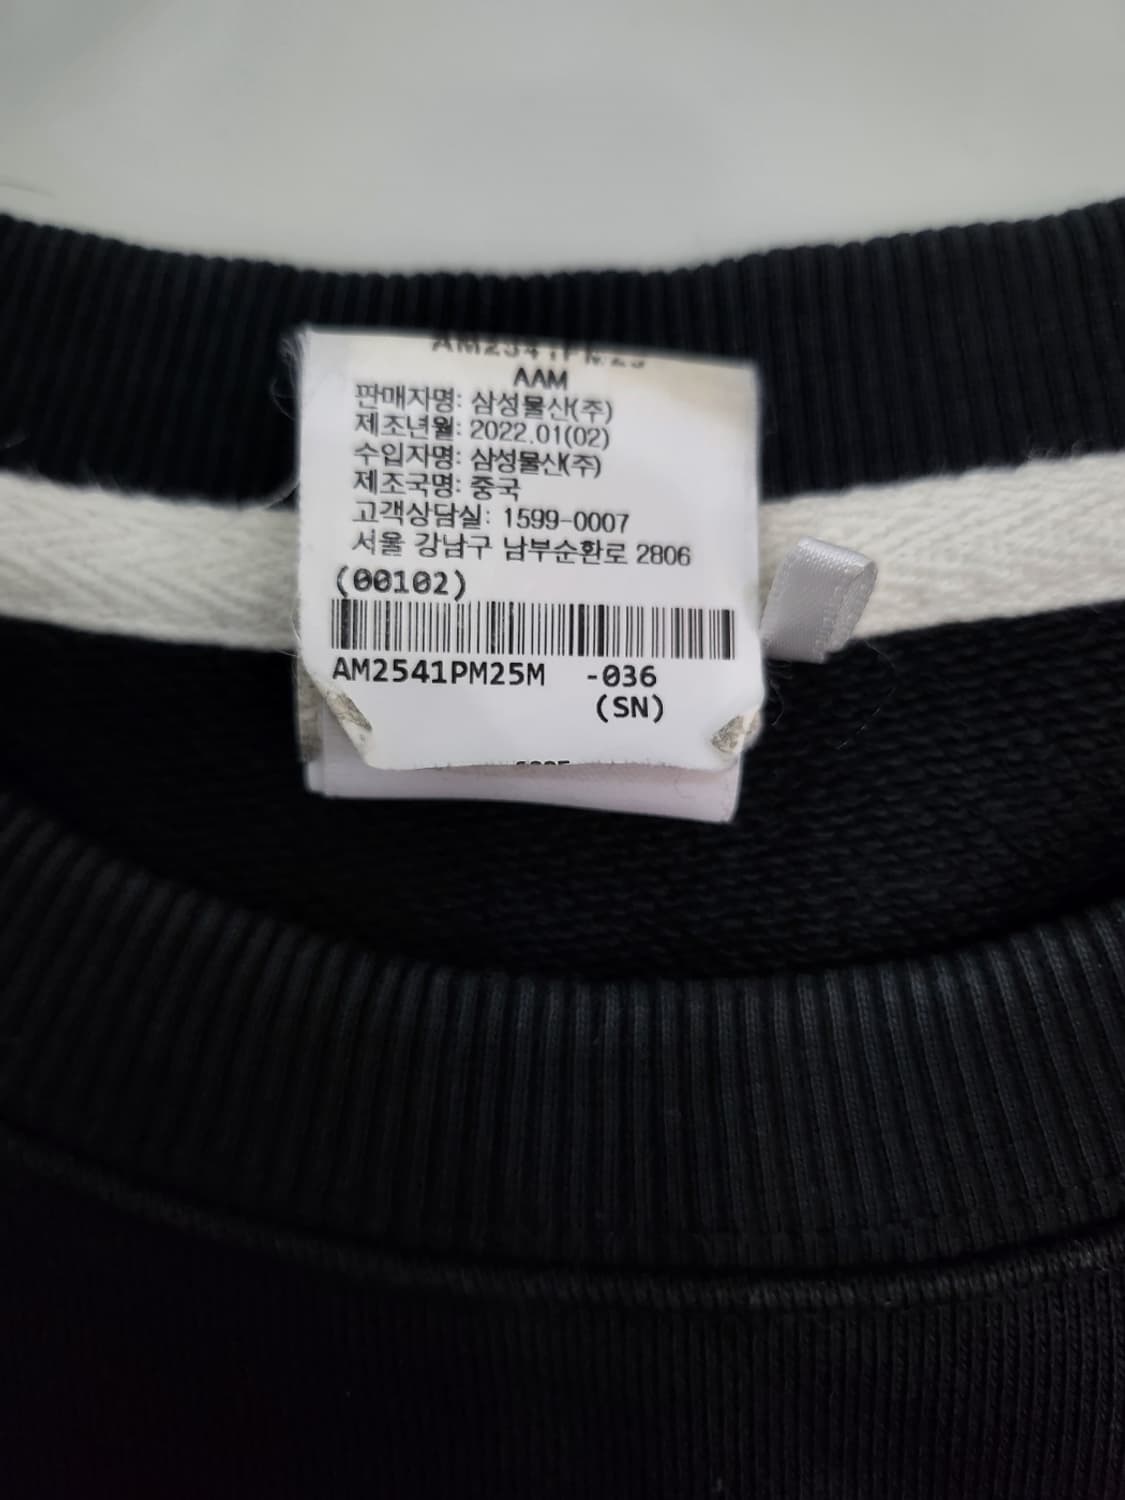 AAM
판매자명: 삼성물산(주)
제조년월: 2022.01(02)
수입자명: 삼성물산(주)
제조국명: 중국
고객상담실: 1599-0007
서울 강남구 남부순환로 2806
(00102)
AM2541PM25M -036
(SN)